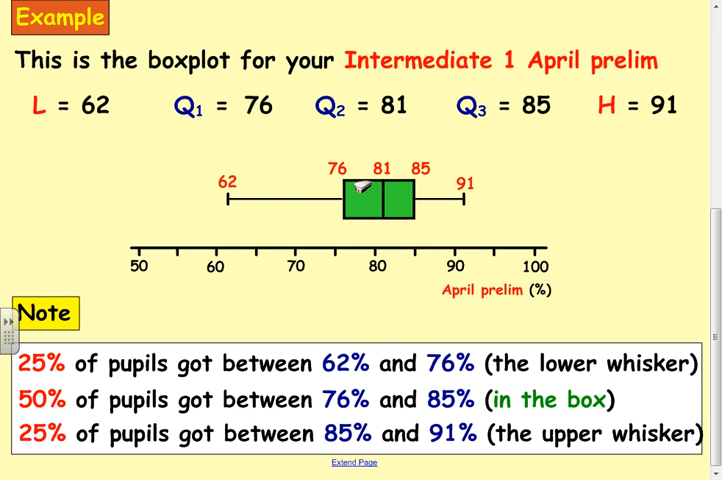 Example
This is the boxplot for your Intermediate 1 April prelim
L = 62 Q1 = 76 Q2 = 81 Q3 = 85 H = 91
62 76 81 85 91
50 60 70 80 90 100
April prelim (%)
Note
25% of pupils got between 62% and 76% (the lower whisker)
50% of pupils got between 76% and 85% (in the box)
25% of pupils got between 85% and 91% (the upper whisker)
Extend Page